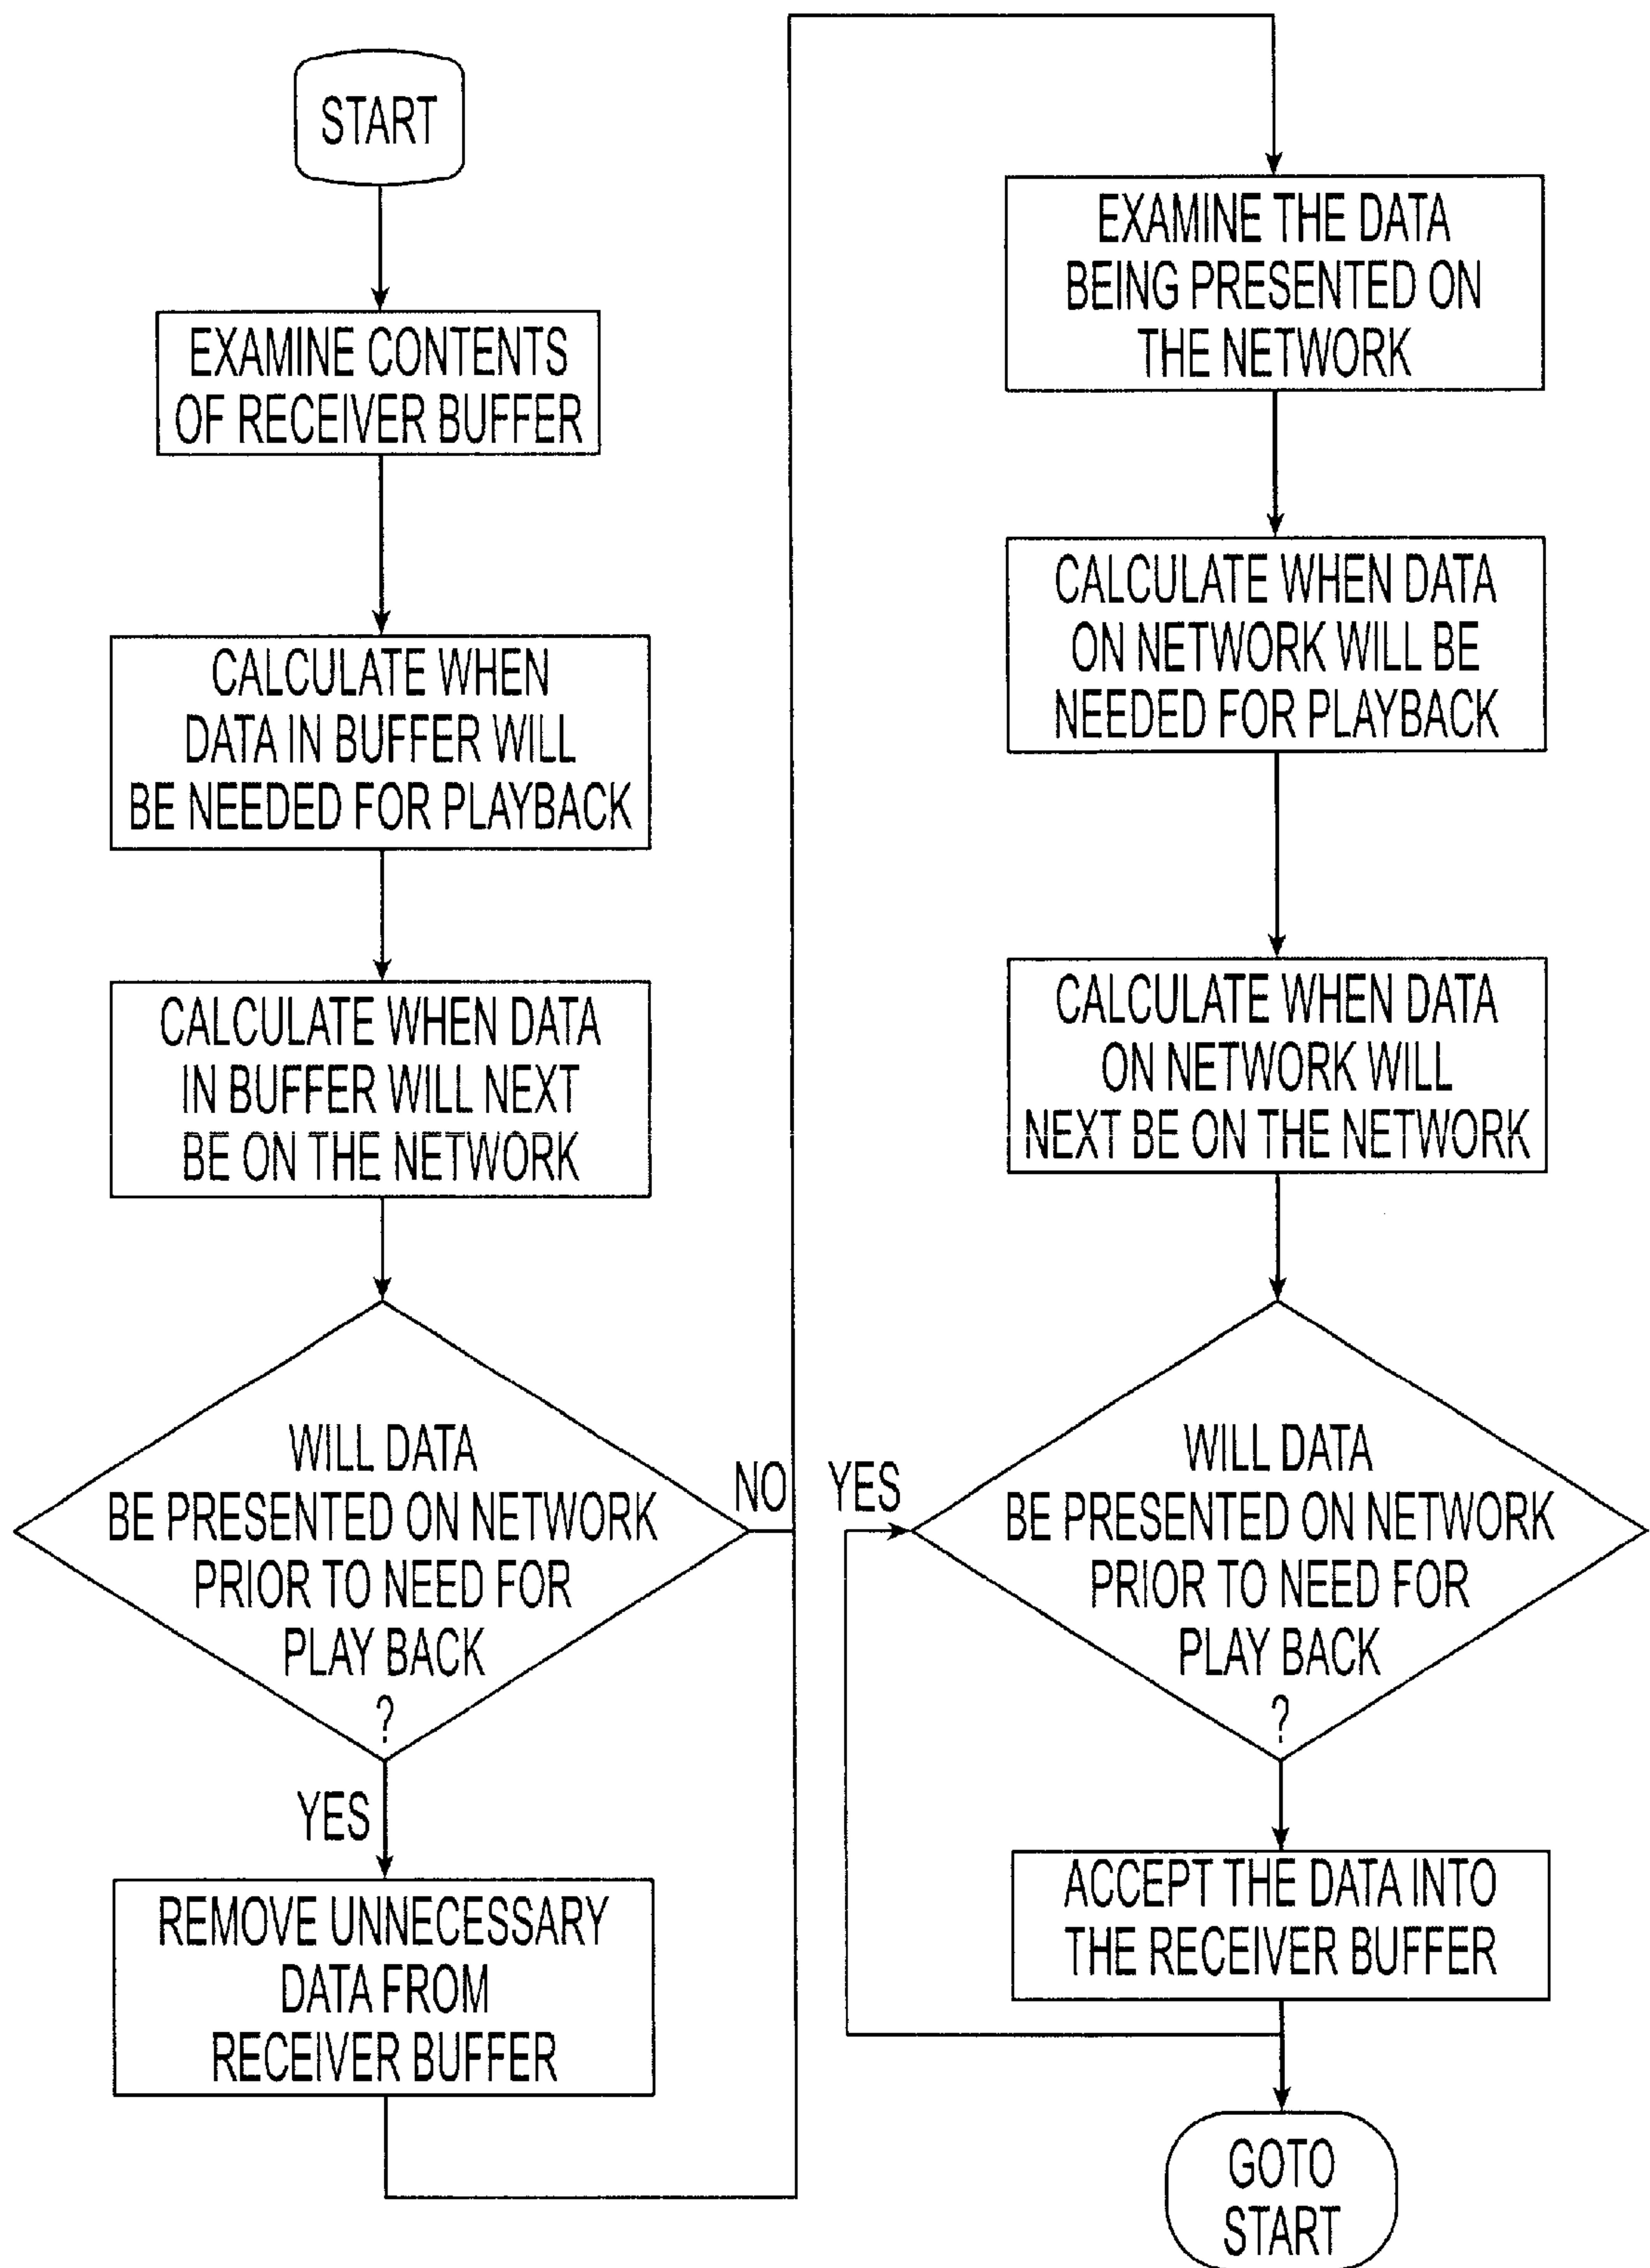 START
EXAMINE CONTENTS
OF RECEIVER BUFFER
CALCULATE WHEN
DATA IN BUFFER WILL
BE NEEDED FOR PLAYBACK
CALCULATE WHEN DATA
IN BUFFER WILL NEXT
BE ON THE NETWORK
WILL DATA
BE PRESENTED ON NETWORK
PRIOR TO NEED FOR
PLAY BACK
?
NO
YES
REMOVE UNNECESSARY
DATA FROM
RECEIVER BUFFER
EXAMINE THE DATA
BEING PRESENTED ON
THE NETWORK
CALCULATE WHEN DATA
ON NETWORK WILL BE
NEEDED FOR PLAYBACK
CALCULATE WHEN DATA
ON NETWORK WILL
NEXT BE ON THE NETWORK
YES
WILL DATA
BE PRESENTED ON NETWORK
PRIOR TO NEED FOR
PLAY BACK
?
ACCEPT THE DATA INTO
THE RECEIVER BUFFER
GOTO
START